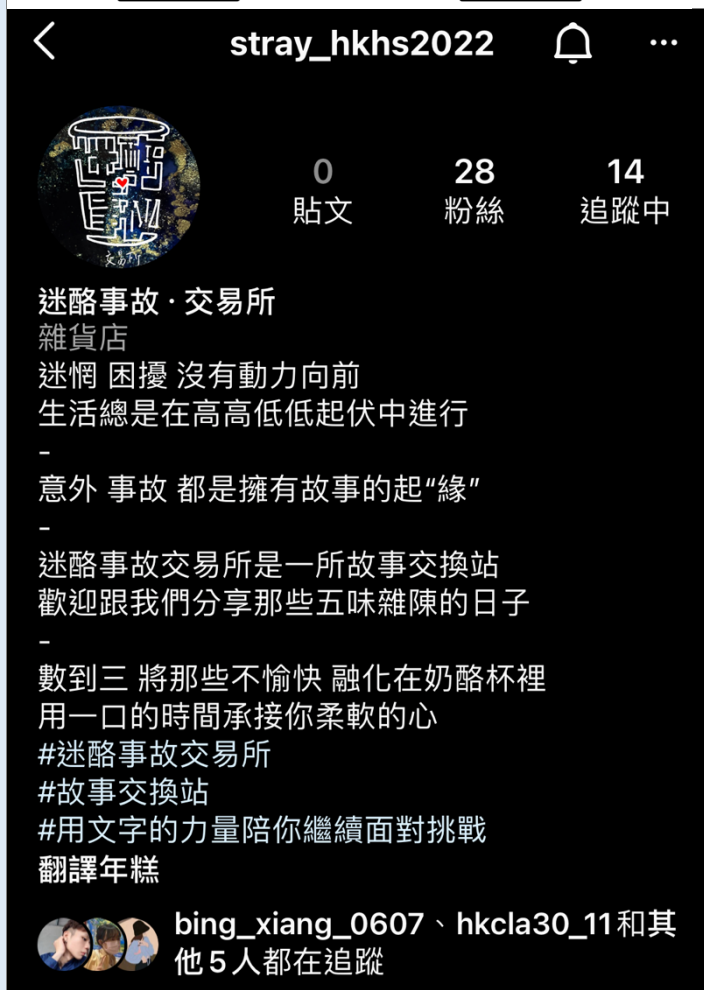 stray_hkhs2022
0
28
14
貼文
粉絲
追蹤中
交易所
迷酪事故 · 交易所
雜貨店
迷惘 困擾 沒有動力向前
生活總是在高高低低起伏中進行
-
意外 事故 都是擁有故事的起“緣”
-
迷酪事故交易所是一所故事交換站
歡迎跟我們分享那些五味雜陳的日子
-
數到三 將那些不愉快 融化在奶酪杯裡
用一口的時間承接你柔軟的心
#迷酪事故交易所
#故事交換站
#用文字的力量陪你繼續面對挑戰
翻譯年糕
bing_xiang_0607、hkcla30_11和其
他5人都在追蹤